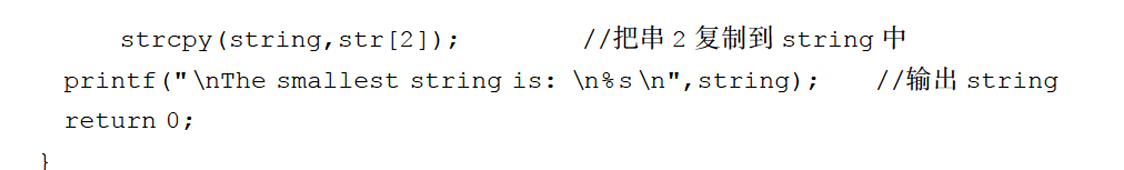 strcpy(string,str[2]); //把串2复制到string中
printf("\nThe smallest string is: \n%s\n",string); //输出string
return 0;
}